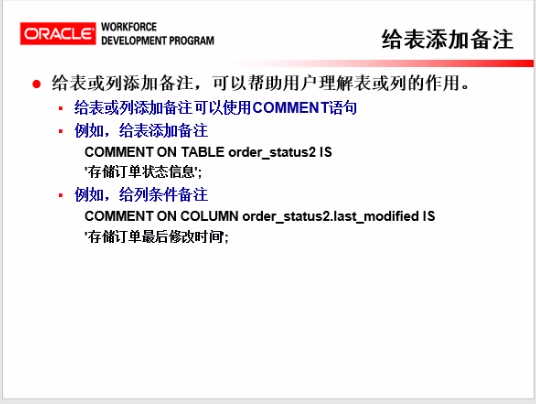 ORACLE
WORKFORCE
DEVELOPMENT PROGRAM
给表添加备注
给表或列添加备注，可以帮助用户理解表或列的作用。
给表或列添加备注可以使用COMMENT语句
例如，给表添加备注
COMMENT ON TABLE order_status2 IS
'存储订单状态信息';
例如，给列条件备注
COMMENT ON COLUMN order_status2.last_modified IS
'存储订单最后修改时间';